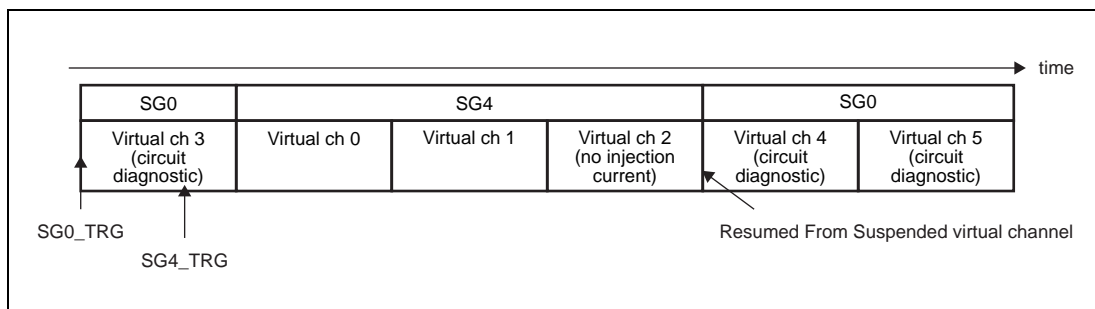 time
SG0
SG4
SG0
Virtual ch 3
(circuit
diagnostic)
Virtual ch 0
Virtual ch 1
Virtual ch 2
(no injection
current)
Virtual ch 4
(circuit
diagnostic)
Virtual ch 5
(circuit
diagnostic)
SG0_TRG
SG4_TRG
Resumed From Suspended virtual channel